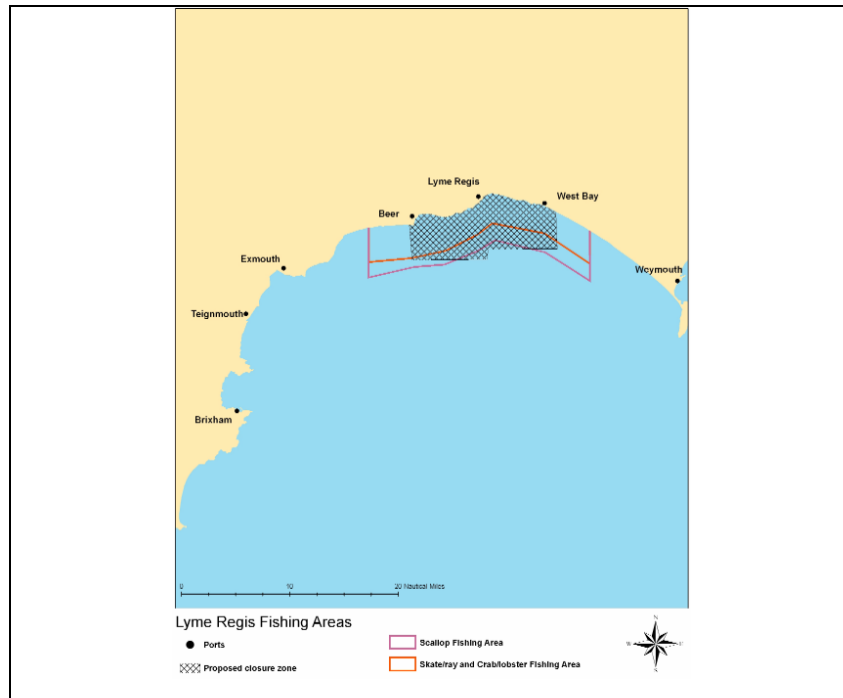 Lyme Regis
West Bay
Beer
Exmouth
Weymouth
Teignmouth
Brixham
0 10 20 Nautical Miles
Lyme Regis Fishing Areas
Ports
Scallop Fishing Area
Proposed closure zone
Skate/ray and Crab/lobster Fishing Area
N
W E
S